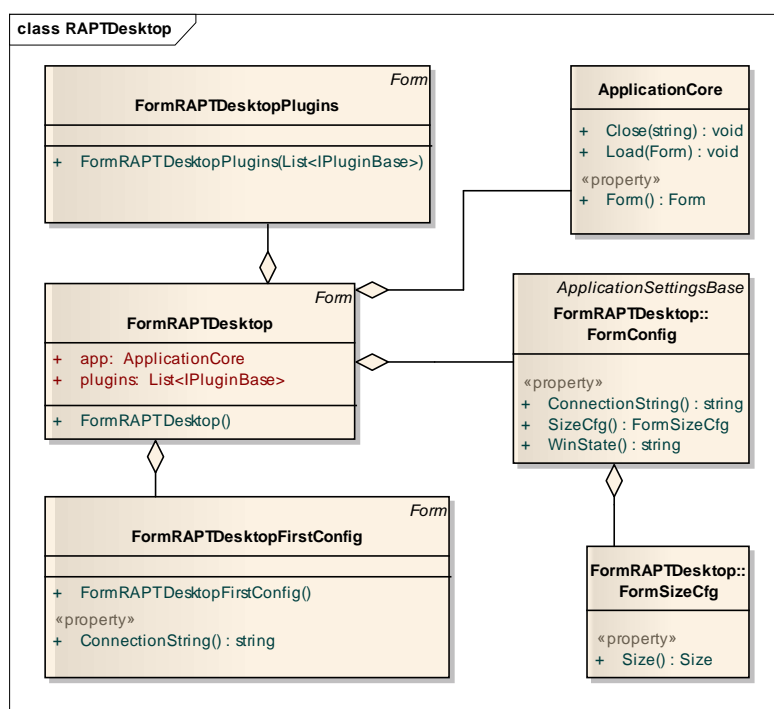 class RAPTDesktop
Form
FormRAPTDesktopPlugins
+ FormRAPTDesktopPlugins(List<IPluginBase>)
ApplicationCore
+ Close(string) : void
+ Load(Form) : void
«property»
+ Form() : Form
Form
FormRAPTDesktop
+ app: ApplicationCore
+ plugins: List<IPluginBase>
+ FormRAPTDesktop()
ApplicationSettingsBase
FormRAPTDesktop::
FormConfig
«property»
+ ConnectionString() : string
+ SizeCfg() : FormSizeCfg
+ WinState() : string
Form
FormRAPTDesktopFirstConfig
+ FormRAPTDesktopFirstConfig()
«property»
+ ConnectionString() : string
FormRAPTDesktop::
FormSizeCfg
«property»
+ Size() : Size